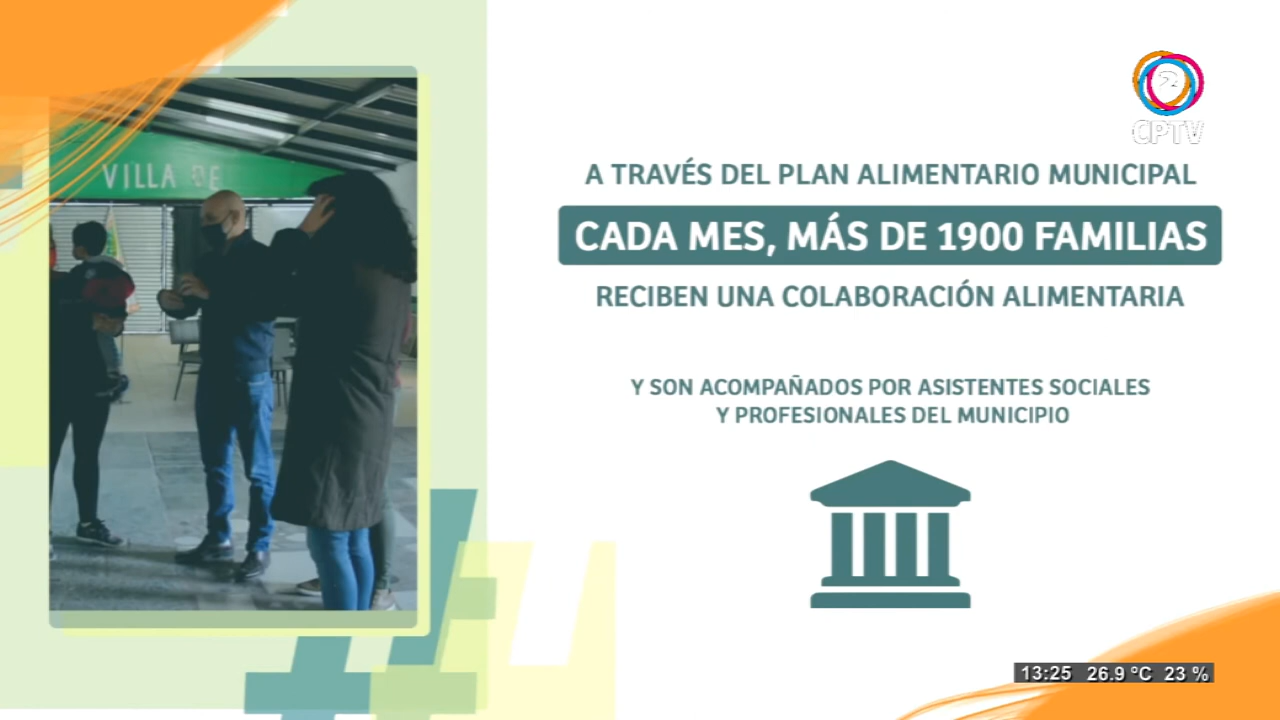 CPTV
VILLA DE
A TRAVÉS DEL PLAN ALIMENTARIO MUNICIPAL
CADA MES, MÁS DE 1900 FAMILIAS
RECIBEN UNA COLABORACIÓN ALIMENTARIA
Y SON ACOMPAÑADOS POR ASISTENTES SOCIALES
Y PROFESIONALES DEL MUNICIPIO
13:25 26.9 °C 23 %